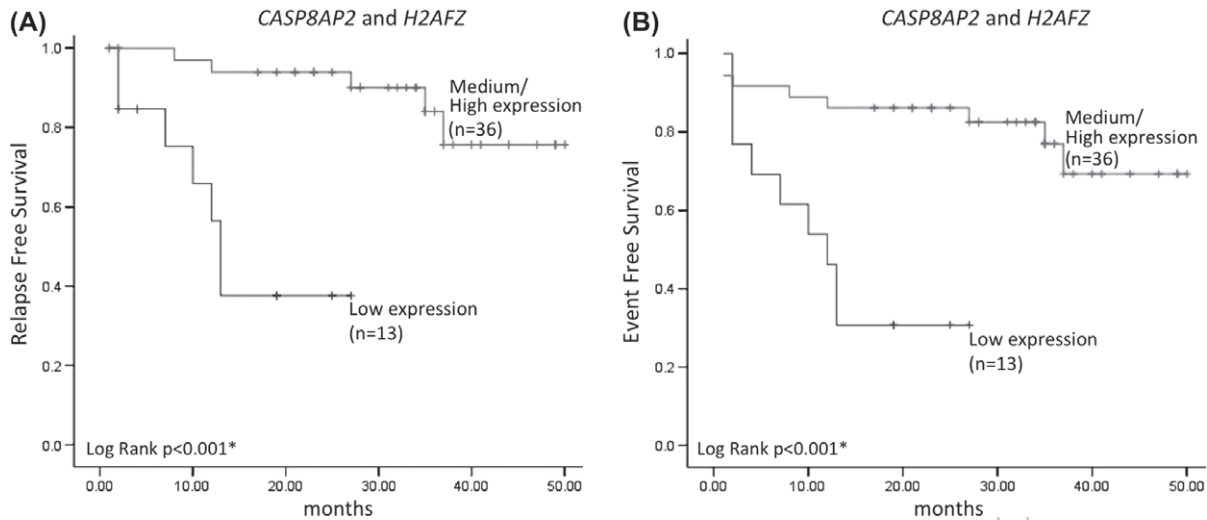 (A)
CASP8AP2 and H2AFZ
1.0
0.8
0.6
0.4
0.2
0.0
Relapse Free Survival
Medium/
High expression
(n=36)
Low expression
(n=13)
Log Rank p<0.001*
0.00 10.00 20.00 30.00 40.00 50.00
months
(B)
CASP8AP2 and H2AFZ
1.0
0.8
0.6
0.4
0.2
0.0
Event Free Survival
Medium/
High expression
(n=36)
Low expression
(n=13)
Log Rank p<0.001*
0.00 10.00 20.00 30.00 40.00 50.00
months